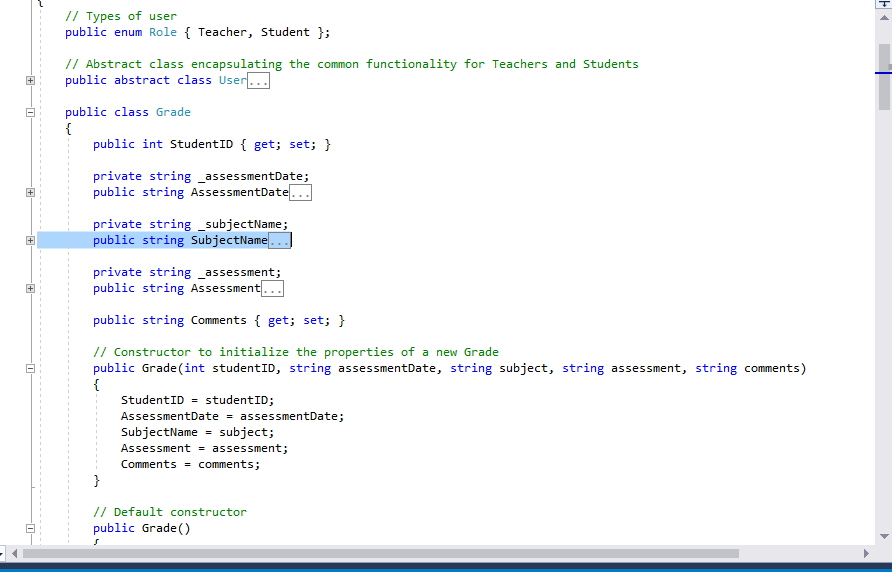 {
// Types of user
public enum Role { Teacher, Student };
// Abstract class encapsulating the common functionality for Teachers and Students
public abstract class User...
public class Grade
{
public int StudentID { get; set; }
private string _assessmentDate;
public string AssessmentDate...
private string _subjectName;
public string SubjectName...
private string _assessment;
public string Assessment...
public string Comments { get; set; }
// Constructor to initialize the properties of a new Grade
public Grade(int studentID, string assessmentDate, string subject, string assessment, string comments)
{
StudentID = studentID;
AssessmentDate = assessmentDate;
SubjectName = subject;
Assessment = assessment;
Comments = comments;
}
// Default constructor
public Grade()
{